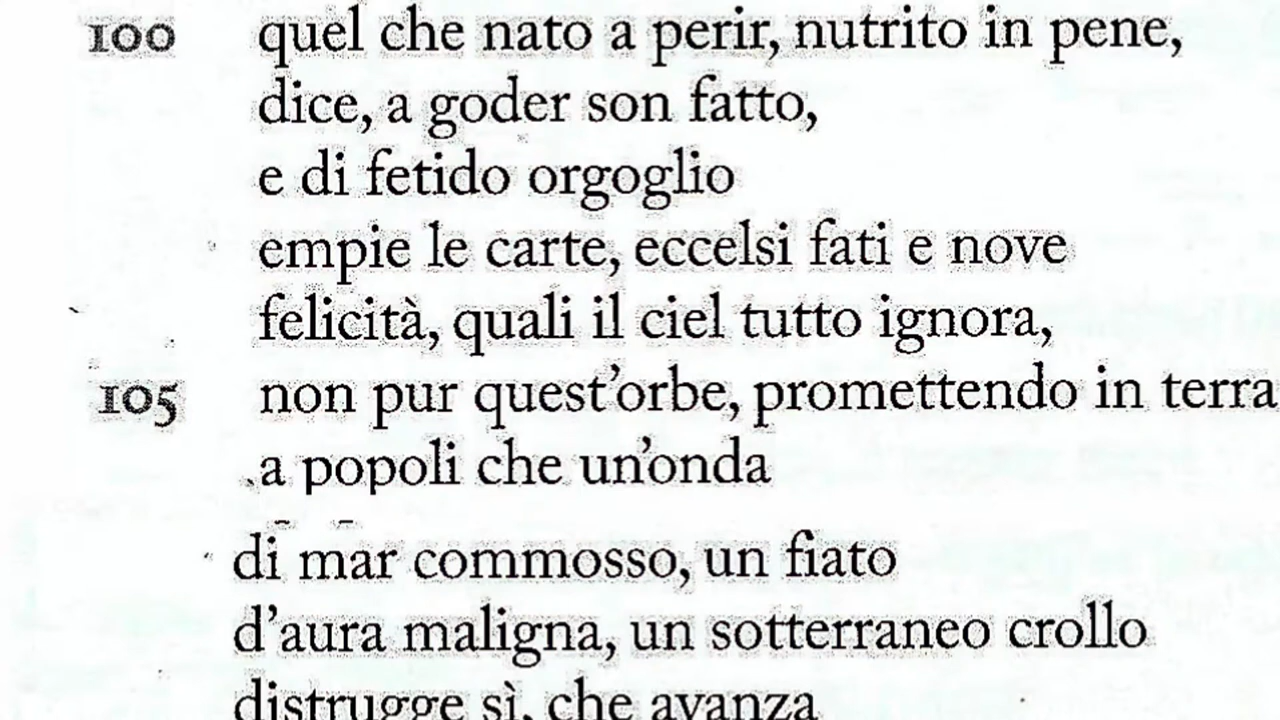 100 quel che nato a perir, nutrito in pene,
dice, a goder son fatto,
e di fetido orgoglio
empie le carte, eccelsi fati e nove
felicità, quali il ciel tutto ignora,
105 non pur quest'orbe, promettendo in terra
a popoli che un'onda
di mar commosso, un fiato
d'aura maligna, un sotterraneo crollo
distrugge sì, che avanza